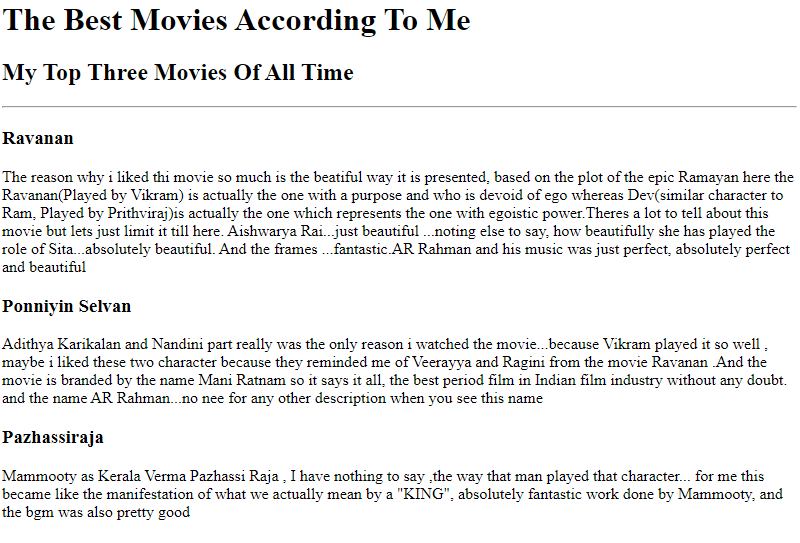 The Best Movies According To Me
My Top Three Movies Of All Time
Ravanan
The reason why i liked thi movie so much is the beatiful way it is presented, based on the plot of the epic Ramayan here the
Ravanan(Played by Vikram) is actually the one with a purpose and who is devoid of ego whereas Dev(similar character to
Ram, Played by Prithviraj)is actually the one which represents the one with egoistic power.Theres a lot to tell about this
movie but lets just limit it till here. Aishwarya Rai...just beautiful ...noting else to say, how beautifully she has played the
role of Sita...absolutely beautiful. And the frames ...fantastic.AR Rahman and his music was just perfect, absolutely perfect
and beautiful
Ponniyin Selvan
Adithya Karikalan and Nandini part really was the only reason i watched the movie...because Vikram played it so well ,
maybe i liked these two character because they reminded me of Veerayya and Ragini from the movie Ravanan .And the
movie is branded by the name Mani Ratnam so it says it all, the best period film in Indian film industry without any doubt.
and the name AR Rahman...no nee for any other description when you see this name
Pazhassiraja
Mammooty as Kerala Verma Pazhassi Raja , I have nothing to say ,the way that man played that character... for me this
became like the manifestation of what we actually mean by a "KING", absolutely fantastic work done by Mammooty, and
the bgm was also pretty good